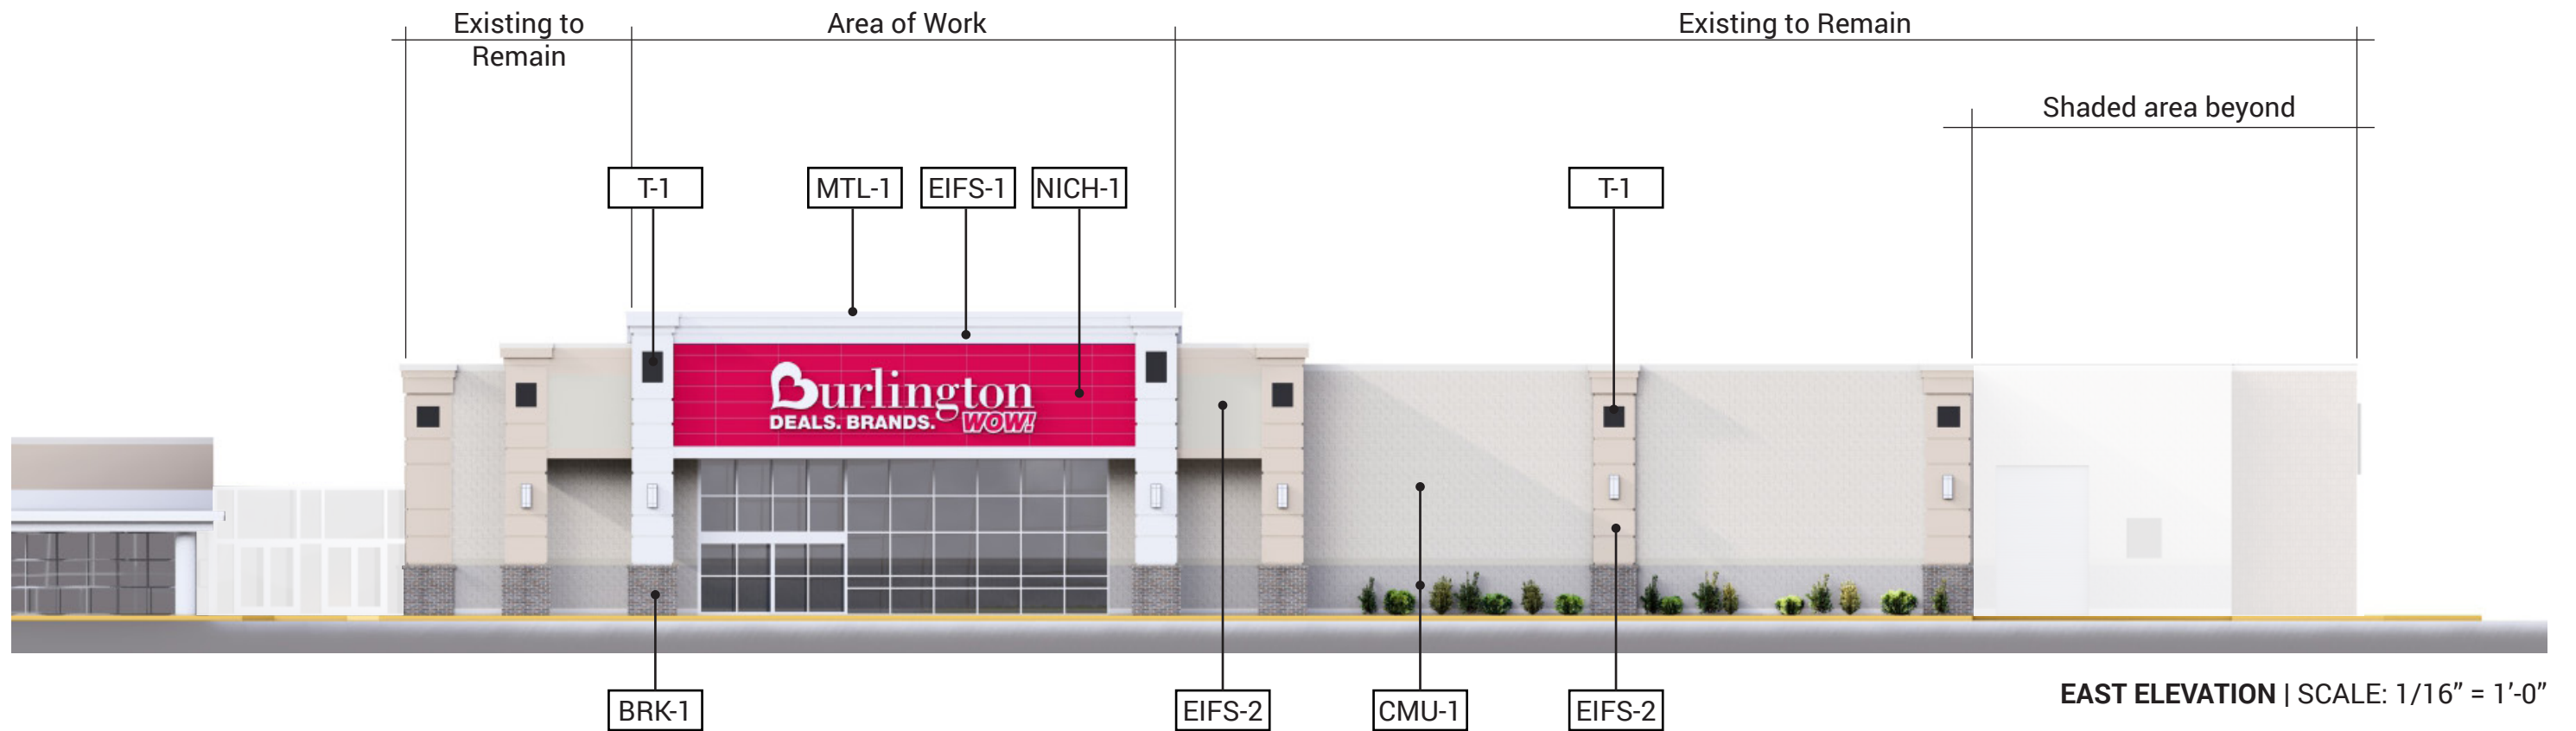 Existing to
Remain
Area of Work
Existing to Remain
Shaded area beyond
T-1
MTL-1
EIFS-1
NICH-1
T-1
Burlington
DEALS. BRANDS. WOW!
BRK-1
EIFS-2
CMU-1
EIFS-2
EAST ELEVATION | SCALE: 1/16” = 1’-0”